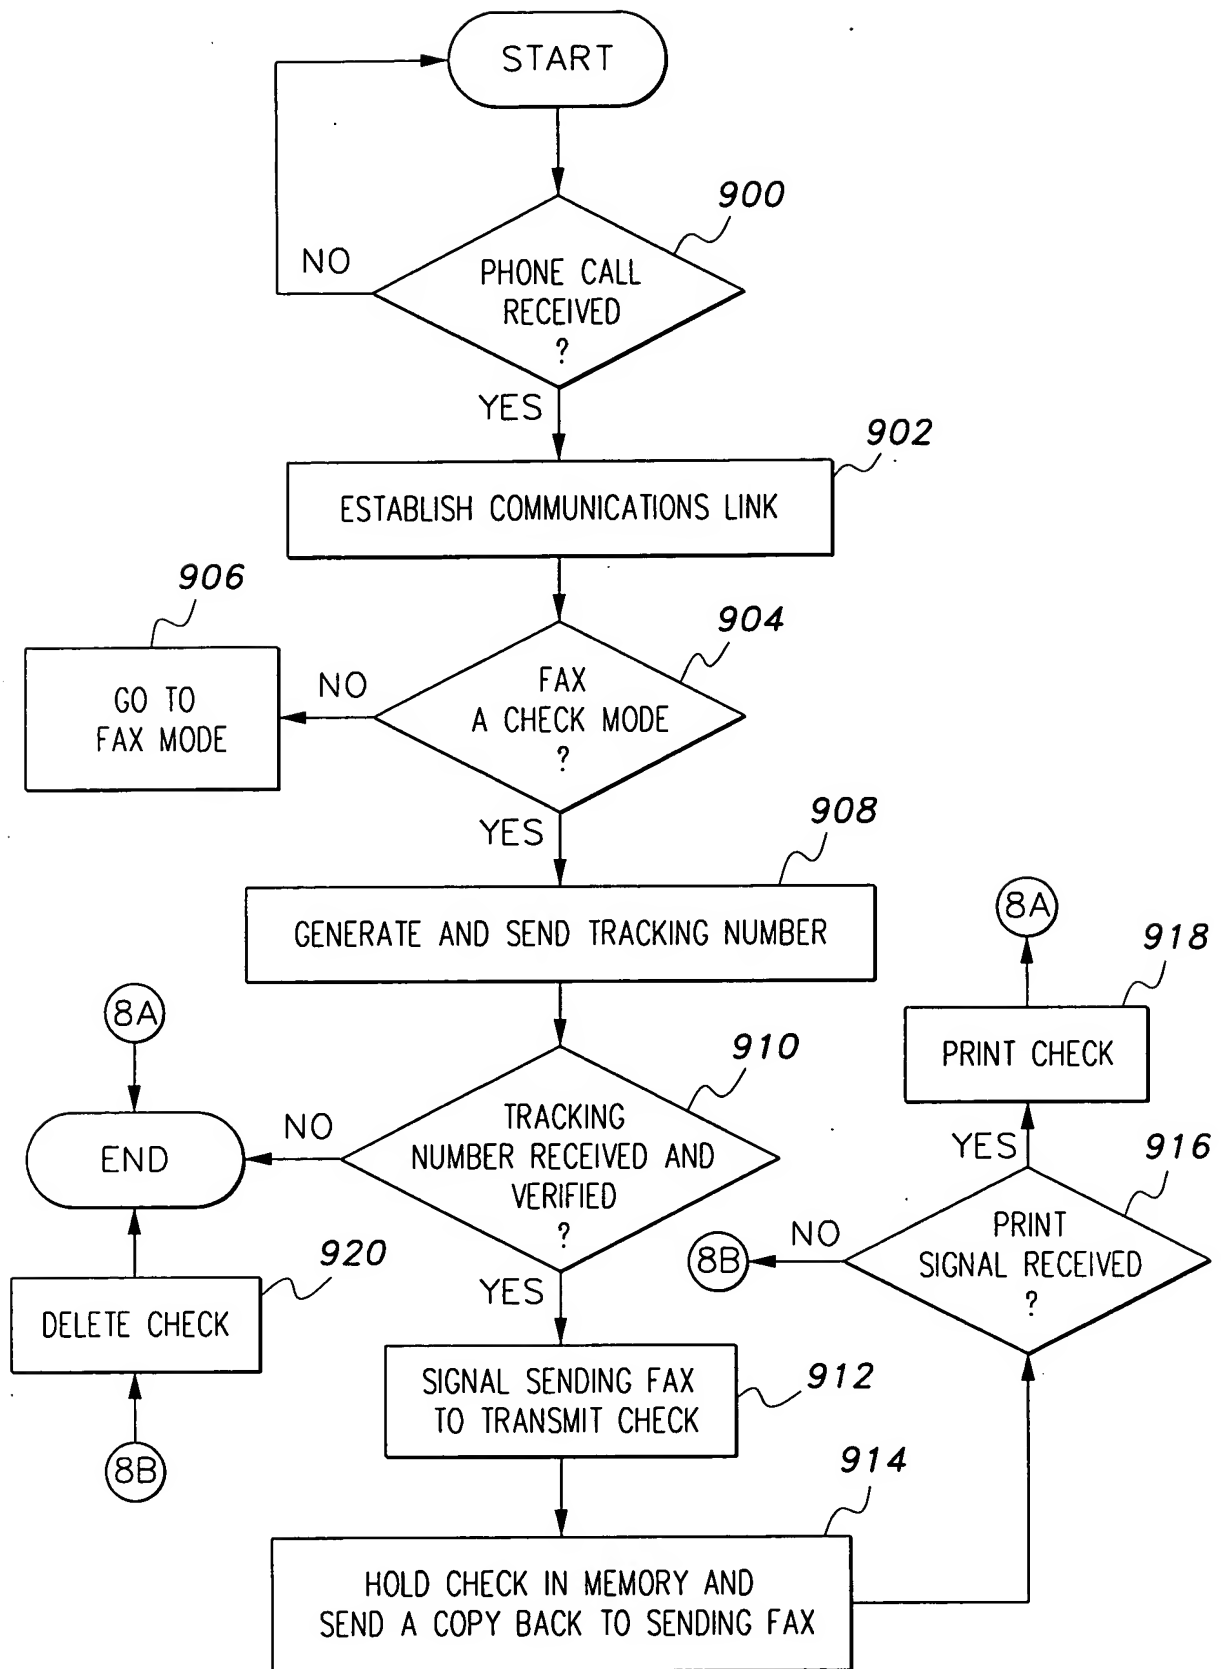 START
900
NO
PHONE CALL
RECEIVED
?
YES
902
ESTABLISH COMMUNICATIONS LINK
906
904
GO TO
FAX MODE
NO
FAX
A CHECK MODE
?
YES
908
GENERATE AND SEND TRACKING NUMBER
8A
918
PRINT CHECK
8A
910
END
NO
TRACKING
NUMBER RECEIVED AND
VERIFIED
?
YES
916
PRINT
SIGNAL RECEIVED
?
NO
8B
920
DELETE CHECK
8B
YES
SIGNAL SENDING FAX
TO TRANSMIT CHECK
912
914
HOLD CHECK IN MEMORY AND
SEND A COPY BACK TO SENDING FAX